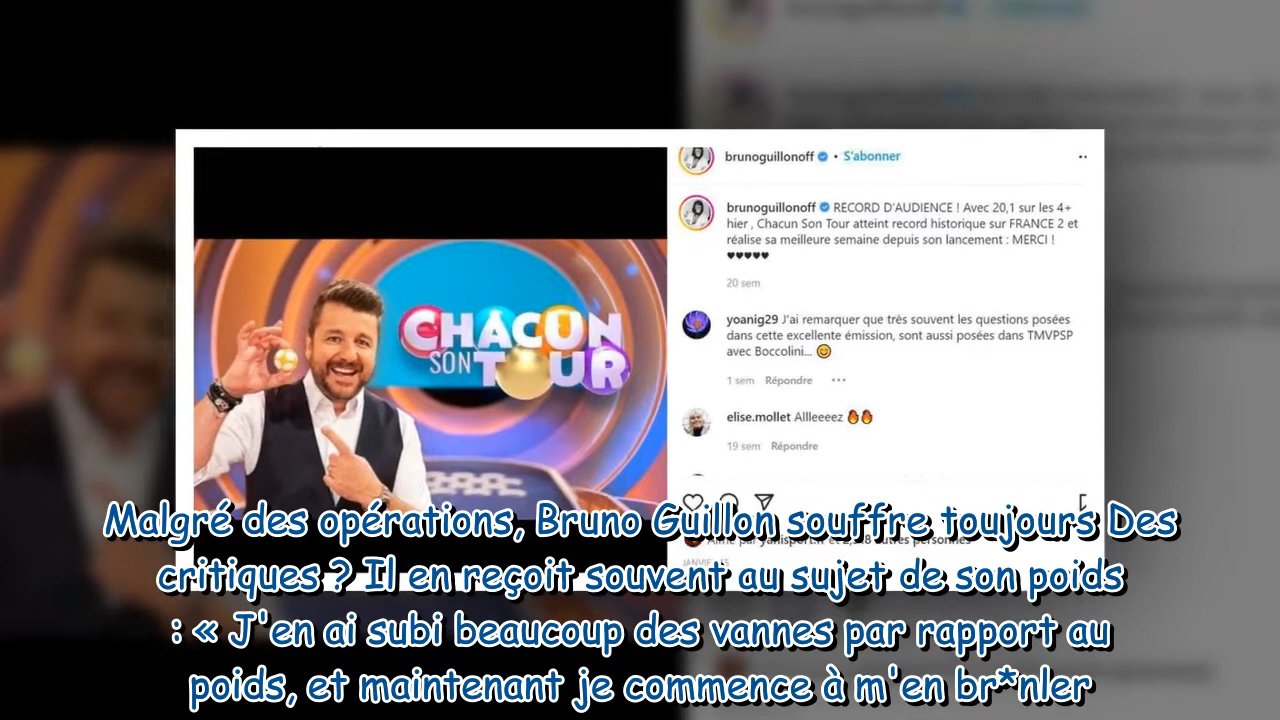 brunoguillonoff • S'abonner
brunoguillonoff RECORD D'AUDIENCE ! Avec 20,1 sur les 4+
hier , Chacun Son Tour atteint record historique sur FRANCE 2 et
réalise sa meilleure semaine depuis son lancement : MERCI !
♥♥♥♥♥
20 sem
yoanig29 J'ai remarquer que très souvent les questions posées
dans cette excellente émission, sont aussi posées dans TMVPSP
avec Boccolini... 😊
1 sem Répondre
elise.mollet Allleeeez 🔥🔥
19 sem Répondre
CHACUN
SON TOUR
Malgré des opérations, Bruno Guillon souffre toujours Des
critiques ? Il en reçoit souvent au sujet de son poids
: « J'en ai subi beaucoup des vannes par rapport au
poids, et maintenant je commence à m'en br*nler